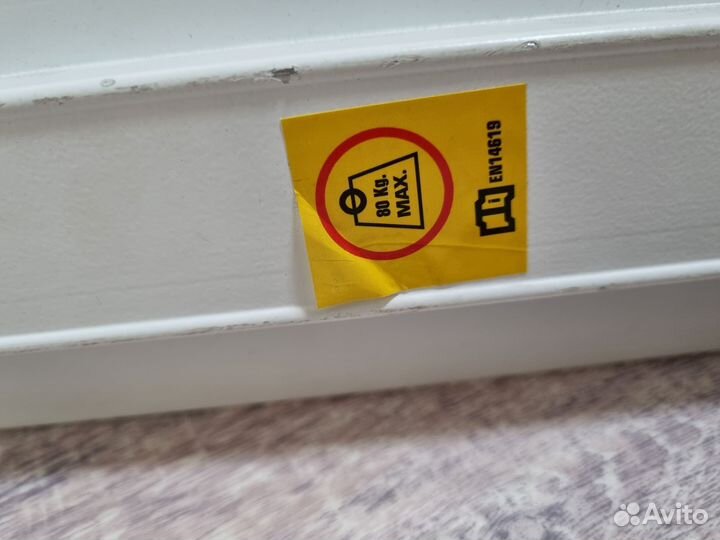 80 Kg.
MAX.
EN14619
Avito